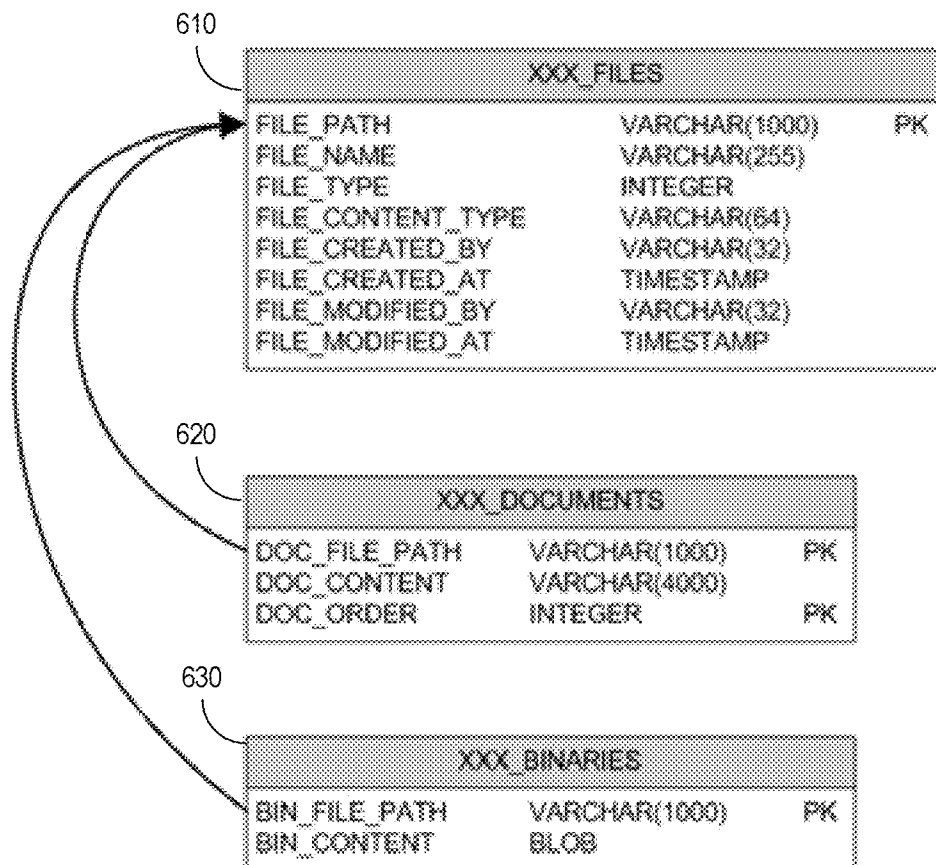 610
XXX_FILES
FILE_PATH VARCHAR(1000) PK
FILE_NAME VARCHAR(255)
FILE_TYPE INTEGER
FILE_CONTENT_TYPE VARCHAR(64)
FILE_CREATED_BY VARCHAR(32)
FILE_CREATED_AT TIMESTAMP
FILE_MODIFIED_BY VARCHAR(32)
FILE_MODIFIED_AT TIMESTAMP
620
XXX_DOCUMENTS
DOC_FILE_PATH VARCHAR(1000) PK
DOC_CONTENT VARCHAR(4000)
DOC_ORDER INTEGER PK
630
XXX_BINARIES
BIN_FILE_PATH VARCHAR(1000) PK
BIN_CONTENT BLOB